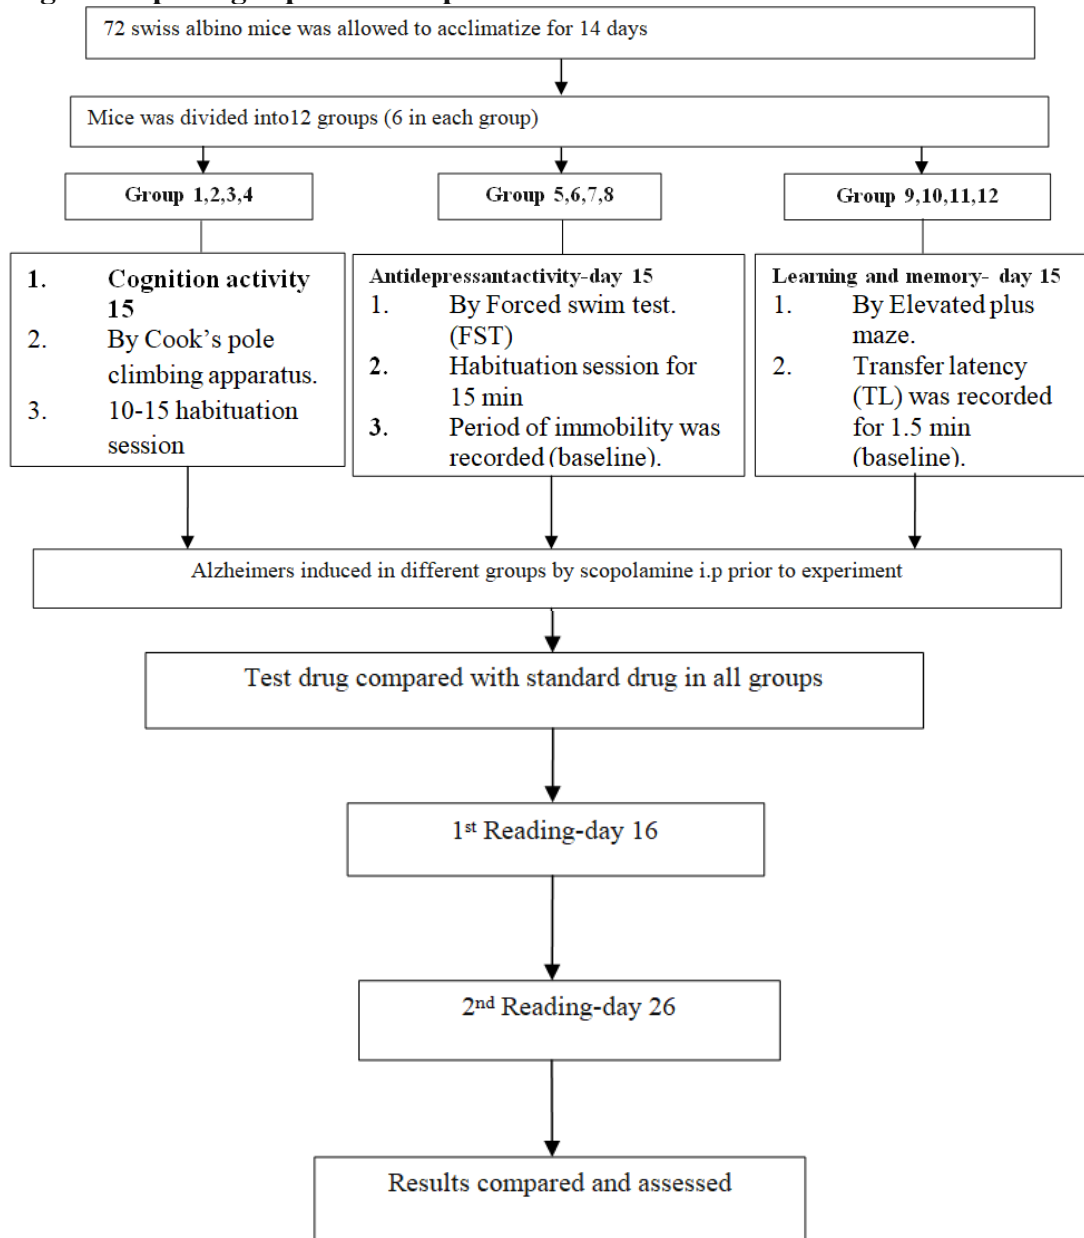 72 swiss albino mice was allowed to acclimatize for 14 days
Mice was divided into12 groups (6 in each group)
Group 1,2,3,4
Group 5,6,7,8
Group 9,10,11,12
1. Cognition activity
15
2. By Cook’s pole
climbing apparatus.
3. 10-15 habituation
session
Antidepressantactivity-day 15
1. By Forced swim test.
(FST)
2. Habituation session for
15 min
3. Period of immobility was
recorded (baseline).
Learning and memory- day 15
1. By Elevated plus
maze.
2. Transfer latency
(TL) was recorded
for 1.5 min
(baseline).
Alzheimers induced in different groups by scopolamine i.p prior to experiment
Test drug compared with standard drug in all groups
1st Reading-day 16
2nd Reading-day 26
Results compared and assessed